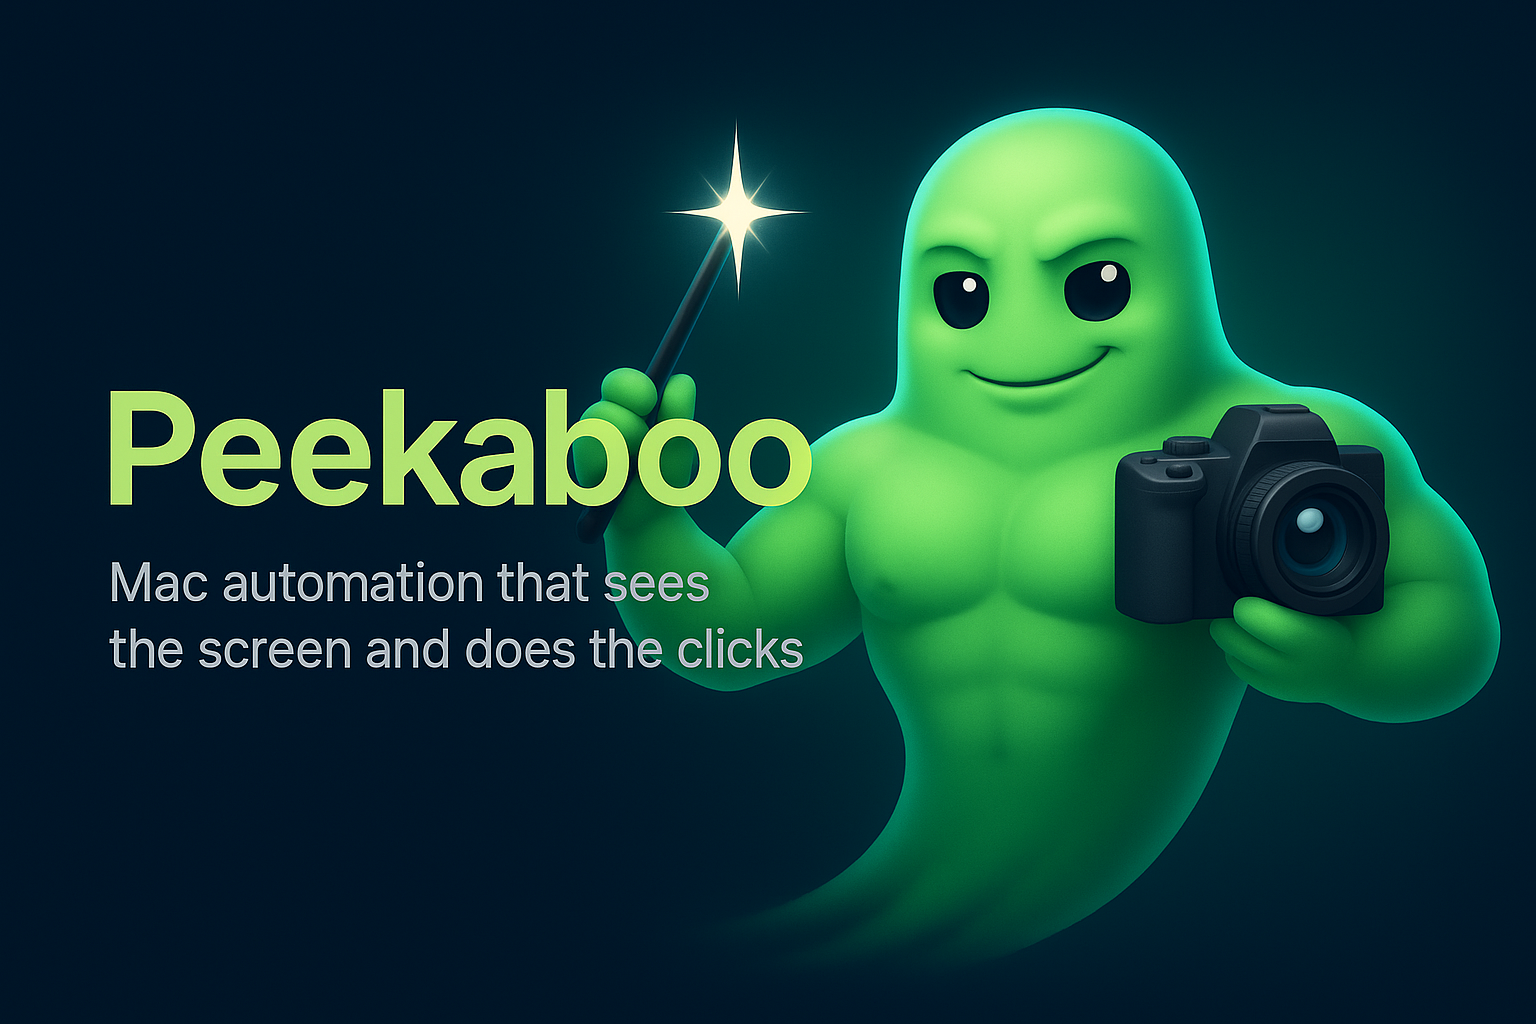 Peekaboo
Mac automation that sees
the screen and does the clicks